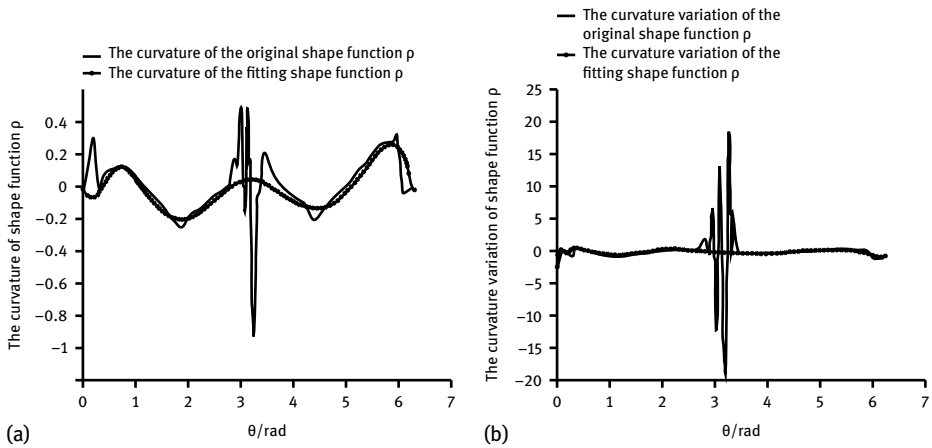 The curvature of the original shape function ρ
The curvature of the fitting shape function ρ
The curvature of shape function ρ
0.4
0.2
0
−0.2
−0.4
−0.6
−0.8
−1
0 1 2 3 4 5 6 7
θ/rad
(a)
The curvature variation of the
original shape function ρ
The curvature variation of the
fitting shape function ρ
The curvature variation of shape function ρ
25
20
15
10
5
0
−5
−10
−15
−20
0 1 2 3 4 5 6 7
θ/rad
(b)